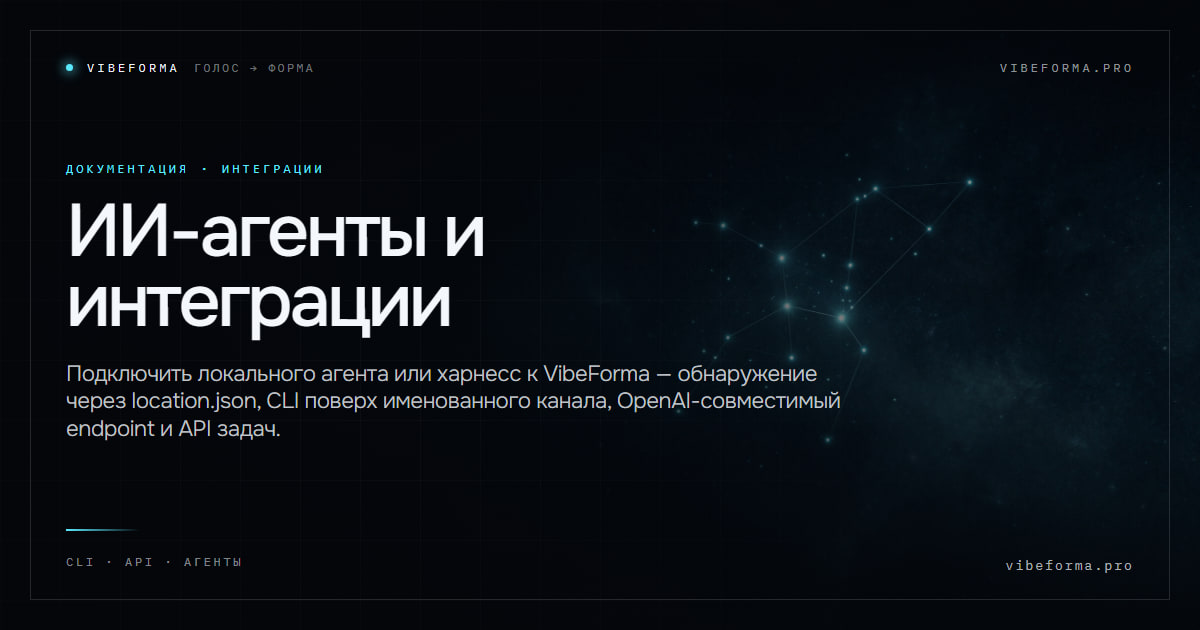 VIBEFORMA ГОЛОС → ФОРМА
VIBEFORMA.PRO
ДОКУМЕНТАЦИЯ · ИНТЕГРАЦИИ
ИИ-агенты и
интеграции
Подключить локального агента или харнесс к VibeForma — обнаружение
через location.json, CLI поверх именованного канала, OpenAI-совместимый
endpoint и API задач.
CLI · API · АГЕНТЫ
vibeforma.pro